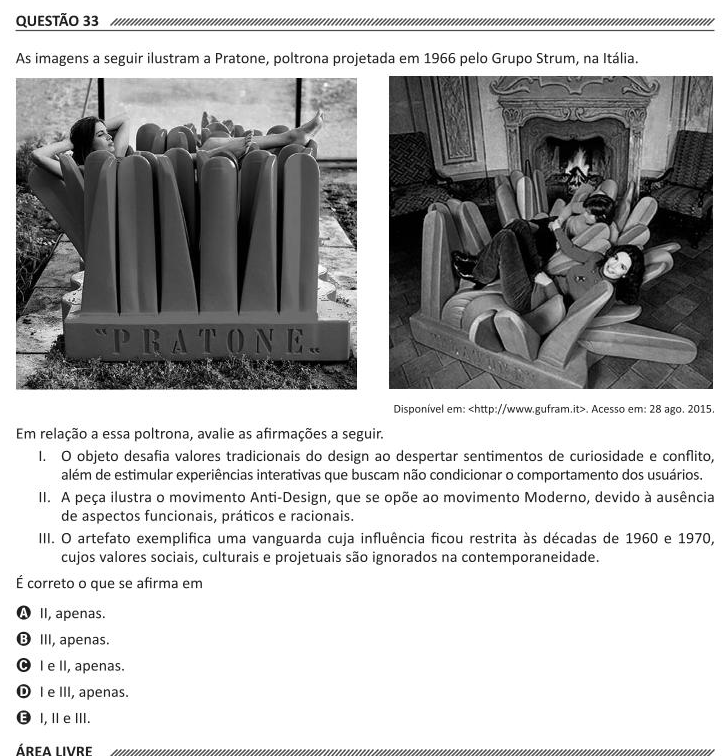 QUESTÃO 33
As imagens a seguir ilustram a Pratone, poltrona projetada em 1966 pelo Grupo Strum, na Itália.
"PRATONE„
Disponível em: <http://www.gufram.it>. Acesso em: 28 ago. 2015.
Em relação a essa poltrona, avalie as afirmações a seguir.
I. O objeto desafia valores tradicionais do design ao despertar sentimentos de curiosidade e conflito,
além de estimular experiências interativas que buscam não condicionar o comportamento dos usuários.
II. A peça ilustra o movimento Anti-Design, que se opõe ao movimento Moderno, devido à ausência
de aspectos funcionais, práticos e racionais.
III. O artefato exemplifica uma vanguarda cuja influência ficou restrita às décadas de 1960 e 1970,
cujos valores sociais, culturais e projetuais são ignorados na contemporaneidade.
É correto o que se afirma em
A II, apenas.
B III, apenas.
C I e II, apenas.
D I e III, apenas.
E I, II e III.
ÁREA LIVRE